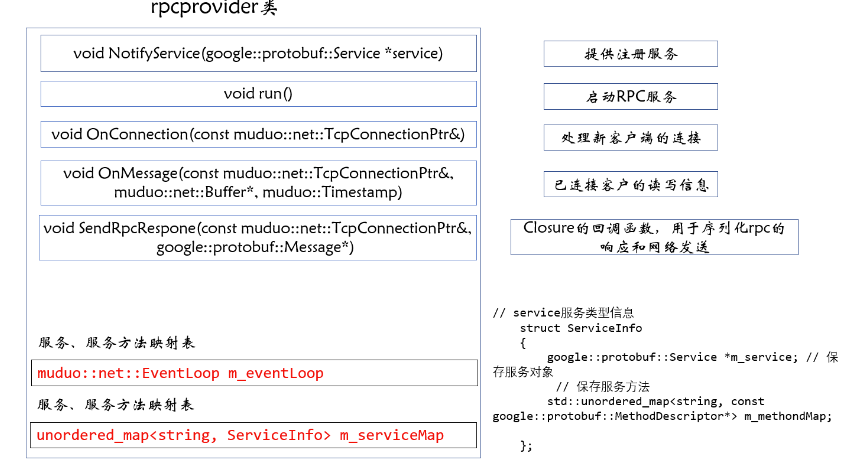 rpcprovider类
void NotifyService(google::protobuf::Service *service)
提供注册服务
void run()
启动RPC服务
void OnConnection(const muduo::net::TcpConnectionPtr&)
处理新客户端的连接
void OnMessage(const muduo::net::TcpConnectionPtr&,
muduo::net::Buffer*, muduo::Timestamp)
已连接客户的读写信息
void SendRpcRespone(const muduo::net::TcpConnectionPtr&,
google::protobuf::Message*)
Closure的回调函数，用于序列化rpc的
响应和网络发送
服务、服务方法映射表
muduo::net::EventLoop m_eventLoop
服务、服务方法映射表
unordered_map<string, ServiceInfo> m_serviceMap
// service服务类型信息
struct ServiceInfo
{
google::protobuf::Service *m_service; // 保
存服务对象
// 保存服务方法
std::unordered_map<string, const
google::protobuf::MethodDescriptor*> m_methondMap;
};